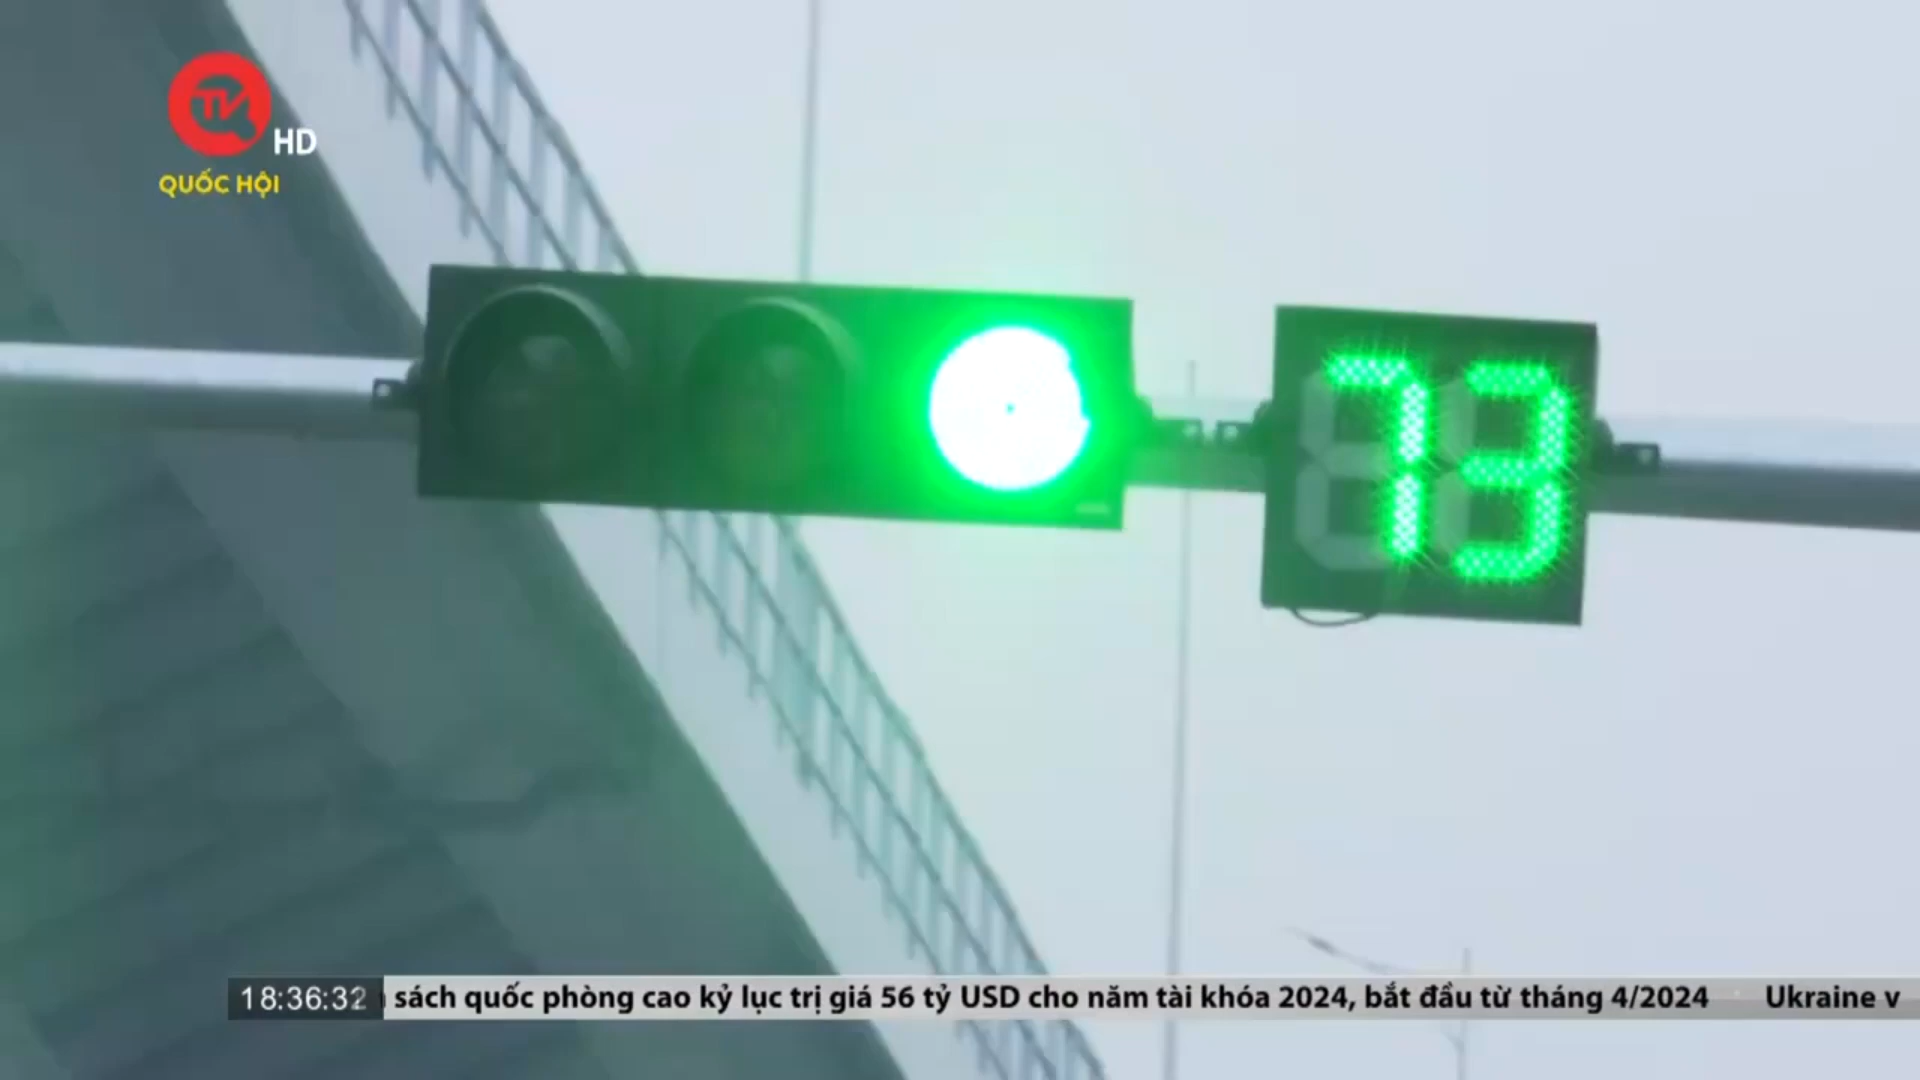 TV
HD
QUỐC HỘI
73
18:36:32
sách quốc phòng cao kỷ lục trị giá 56 tỷ USD cho năm tài khóa 2024, bắt đầu từ tháng 4/2024 Ukraine v